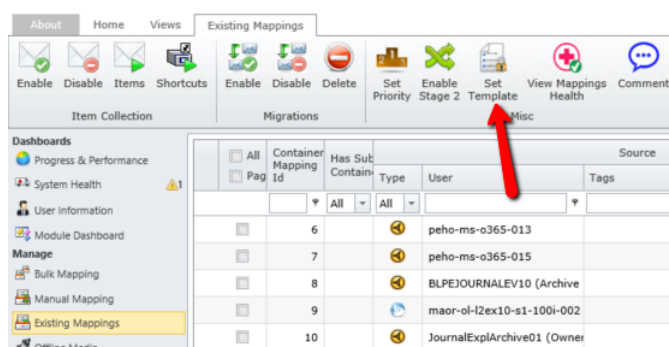 About Home Views Existing Mappings
Enable Disable Items Shortcuts Enable Disable Delete Set Priority Enable Stage 2 Set Template View Mappings Health Comment
Item Collection Migrations Misc
Dashboards
Progress & Performance
System Health 1
User Information
Module Dashboard
Manage
Bulk Mapping
Manual Mapping
Existing Mappings
Offline Media
All Container Mapping Id Has Sub Contain Source
Pag Type User Tags
All All
6 peho-ms-o365-013
7 peho-ms-o365-015
8 BLPEJOURNALEV10 (Archive
9 maor-ol-l2ex10-s1-100i-002
10 JournalExplArchive01 (Owner